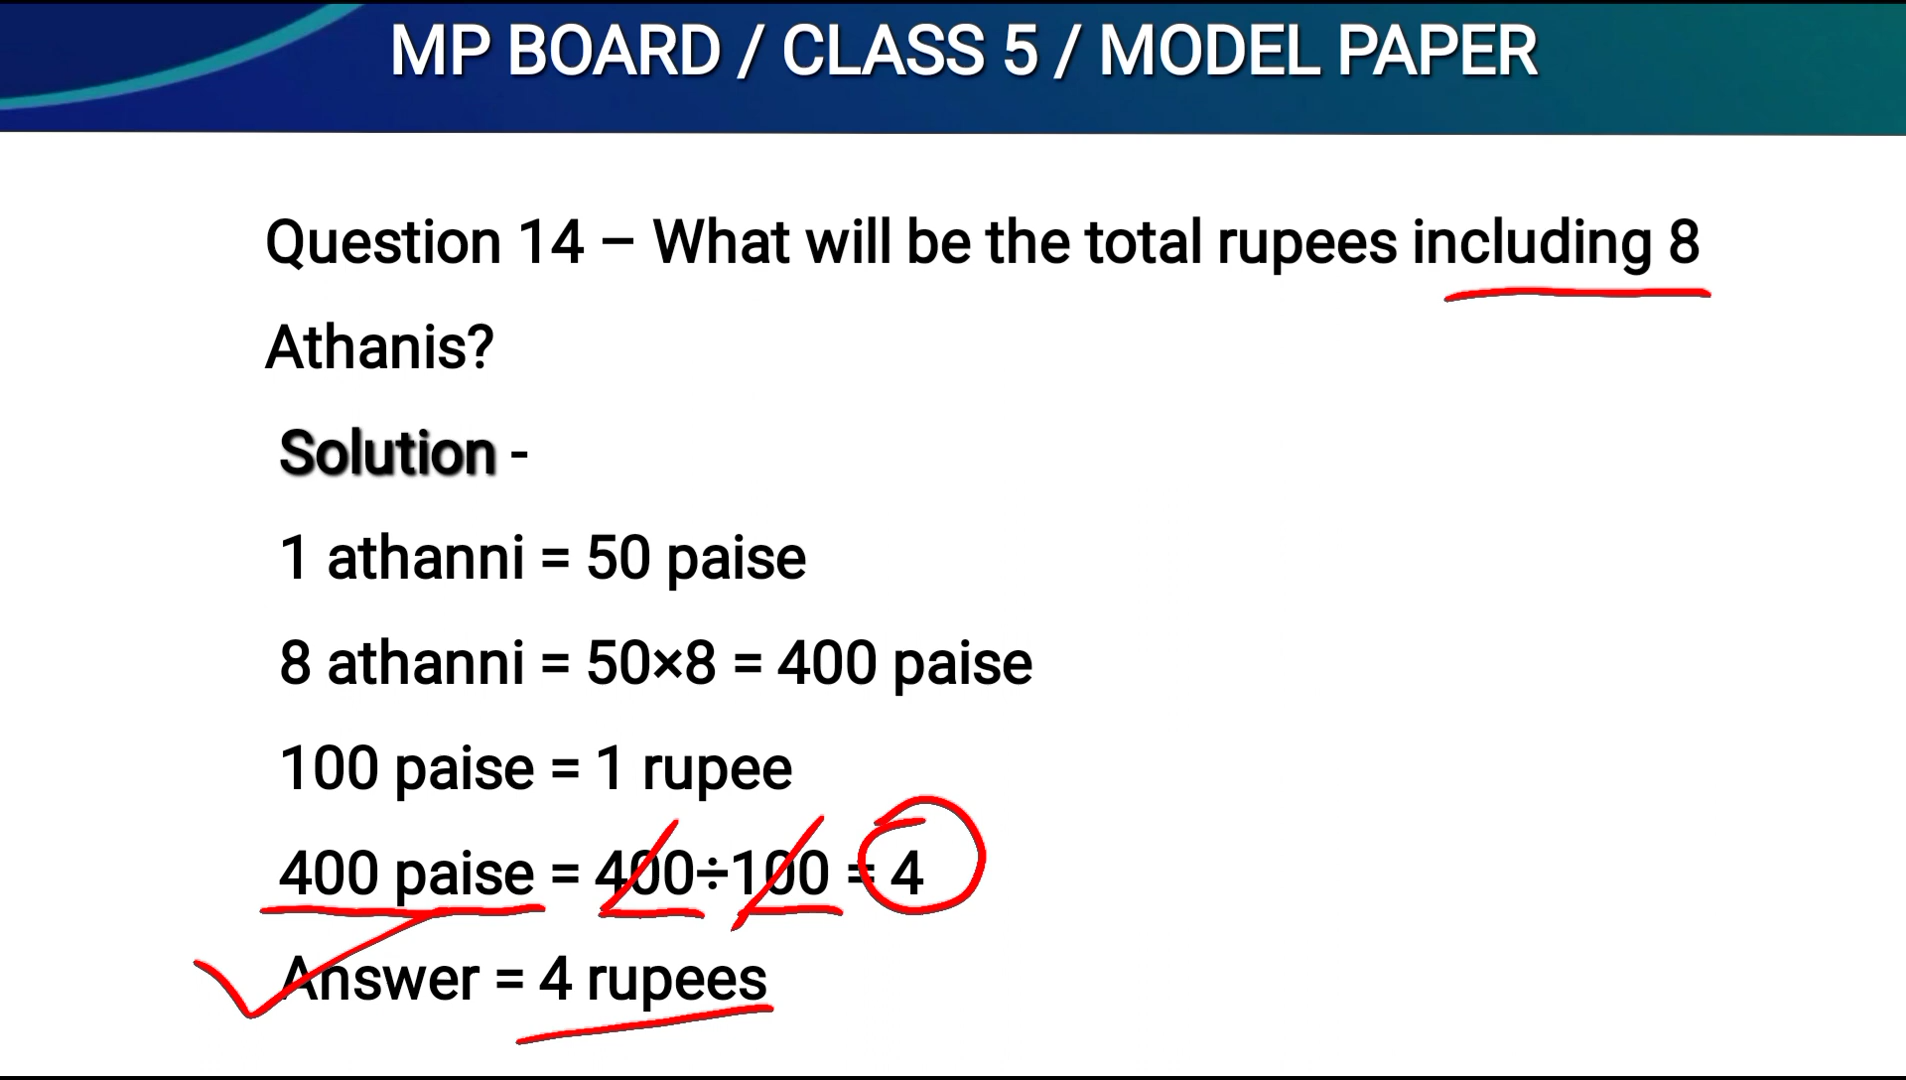 MP BOARD / CLASS 5 / MODEL PAPER
Question 14 – What will be the total rupees including 8
Athanis?
Solution -
1 athanni = 50 paise
8 athanni = 50×8 = 400 paise
100 paise = 1 rupee
400 paise = 400÷100 = 4
Answer = 4 rupees